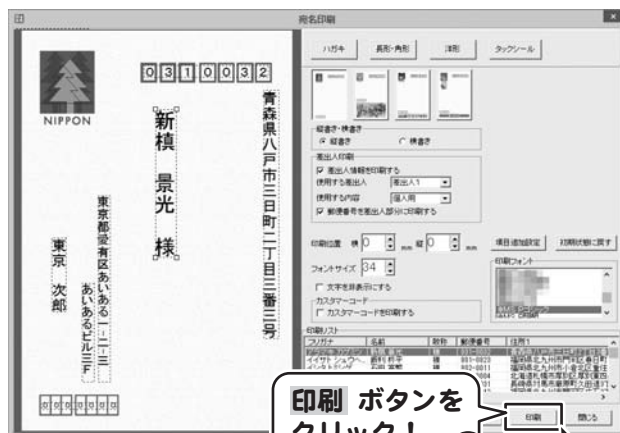 宛名印刷
ハガキ
長形・角形
洋形
タックシール
NIPPON
0310032
青森県八戸市三日町二丁目三番三号
新槙 景光 様
東京都愛有区あいある一-二-三
あいあるビル三F
東京 次郎
縦書き・横書き
縦書き
横書き
差出人印刷
差出人情報を印刷する
使用する差出人
差出人1
使用する内容
個人用
郵便番号を差出人部分に印刷する
印刷位置 横 0 mm 縦 0 mm
項目追加設定
初期状態に戻す
フォントサイズ 34
文字を非表示にする
カスタマーコード
カスタマーコードを印刷する
印刷フォント
印刷リスト
フリガナ
名前
敬称
郵便番号
住所1
印刷 ボタンを
クリック！
印刷
閉じる